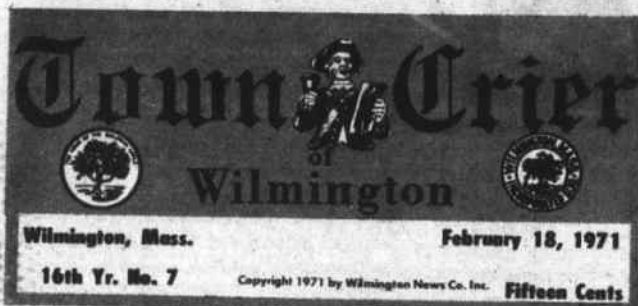 Town Crier
of
Wilmington
Wilmington, Mass. February 18, 1971
16th Yr. No. 7 Copyright 1971 by Wilmington News Co. Inc. Fifteen Cents